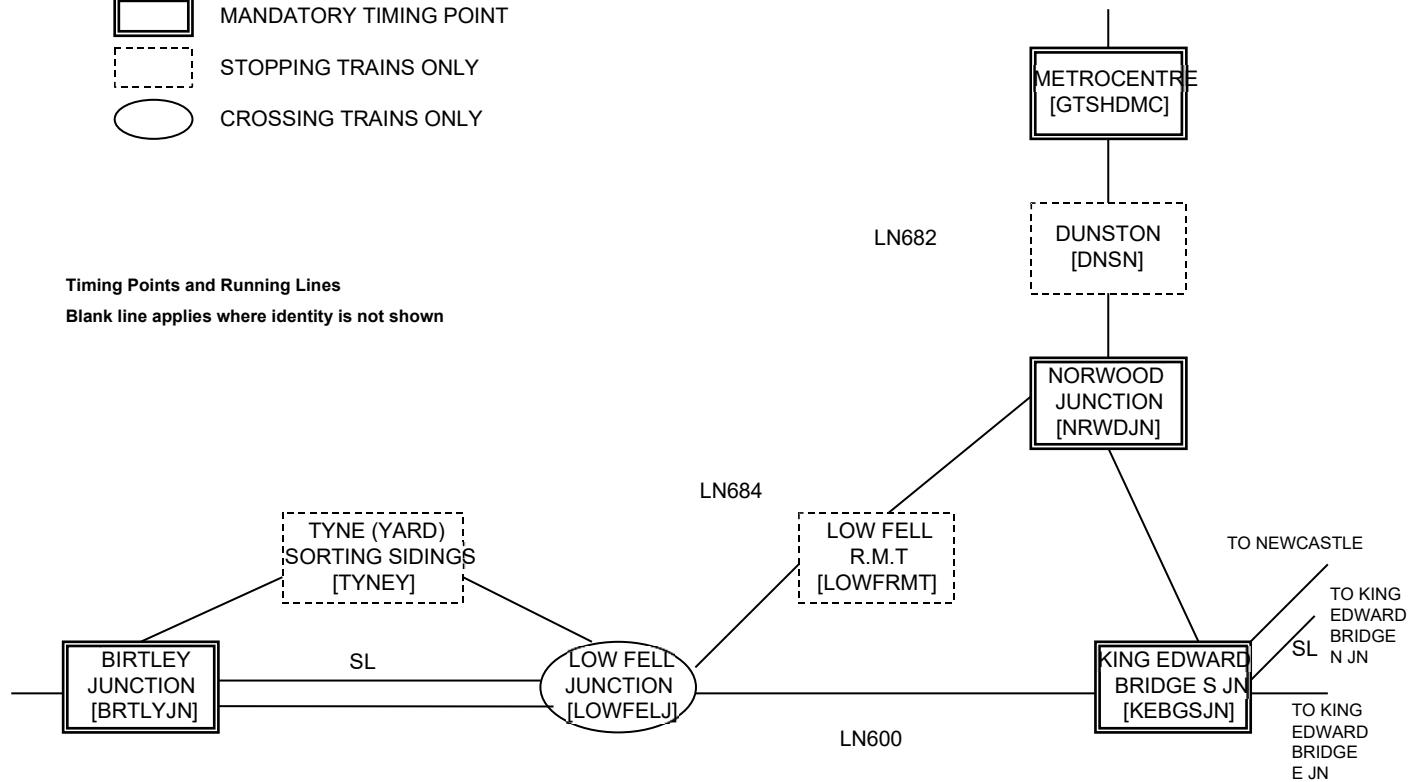 MANDATORY TIMING POINT
STOPPING TRAINS ONLY
CROSSING TRAINS ONLY
METROCENTRE
[GTSHDMC]
LN682
DUNSTON
[DNSN]
Timing Points and Running Lines
Blank line applies where identity is not shown
NORWOOD
JUNCTION
[NRWDJN]
LN684
TYNE (YARD)
SORTING SIDINGS
[TYNEY]
LOW FELL
R.M.T
[LOWFRMT]
TO NEWCASTLE
TO KING
EDWARD
BRIDGE
N JN
SL
BIRTLEY
JUNCTION
[BRTLYJN]
SL
LOW FELL
JUNCTION
[LOWFELJ]
KING EDWARD
BRIDGE S JN
[KEBGSJN]
LN600
TO KING
EDWARD
BRIDGE
E JN